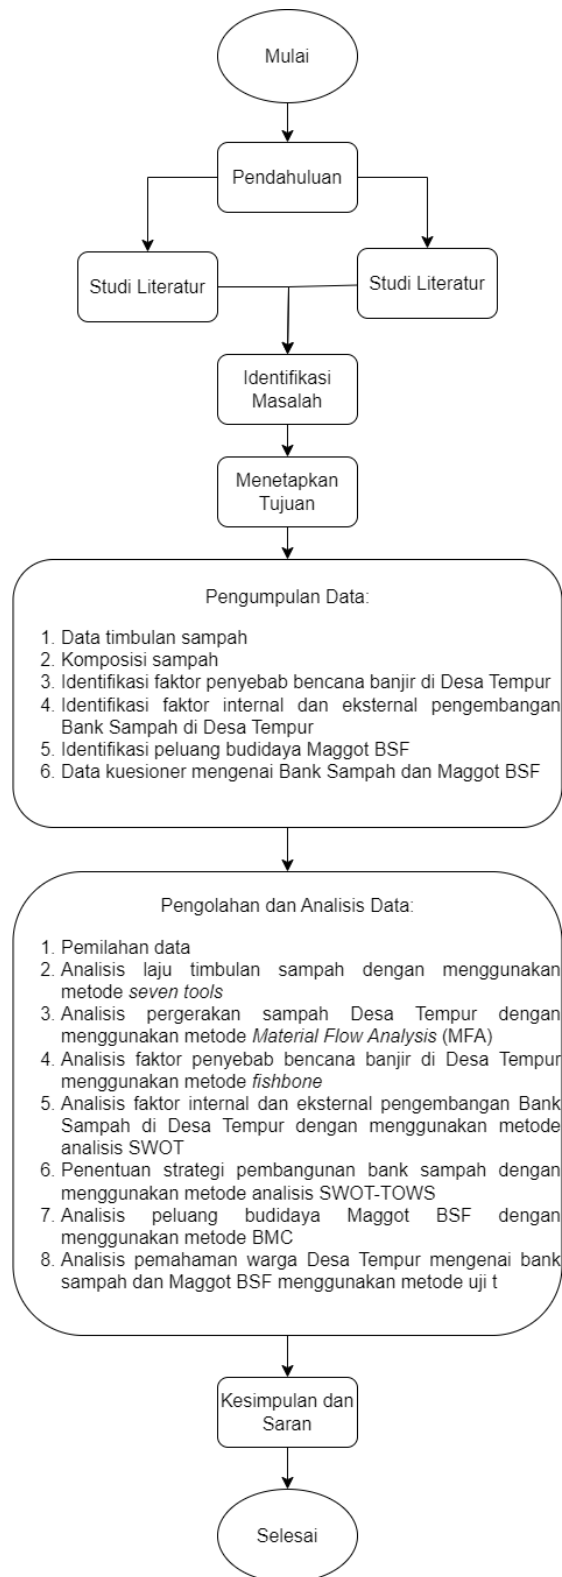 Mulai
Pendahuluan
Studi Literatur
Studi Literatur
Identifikasi
Masalah
Menetapkan
Tujuan
Pengumpulan Data:
1. Data timbulan sampah
2. Komposisi sampah
3. Identifikasi faktor penyebab bencana banjir di Desa Tempur
4. Identifikasi faktor internal dan eksternal pengembangan
Bank Sampah di Desa Tempur
5. Identifikasi peluang budidaya Maggot BSF
6. Data kuesioner mengenai Bank Sampah dan Maggot BSF
Pengolahan dan Analisis Data:
1. Pemilahan data
2. Analisis laju timbulan sampah dengan menggunakan
metode seven tools
3. Analisis pergerakan sampah Desa Tempur dengan
menggunakan metode Material Flow Analysis (MFA)
4. Analisis faktor penyebab bencana banjir di Desa Tempur
menggunakan metode fishbone
5. Analisis faktor internal dan eksternal pengembangan Bank
Sampah di Desa Tempur dengan menggunakan metode
analisis SWOT
6. Penentuan strategi pembangunan bank sampah dengan
menggunakan metode analisis SWOT-TOWS
7. Analisis peluang budidaya Maggot BSF dengan
menggunakan metode BMC
8. Analisis pemahaman warga Desa Tempur mengenai bank
sampah dan Maggot BSF menggunakan metode uji t
Kesimpulan dan
Saran
Selesai